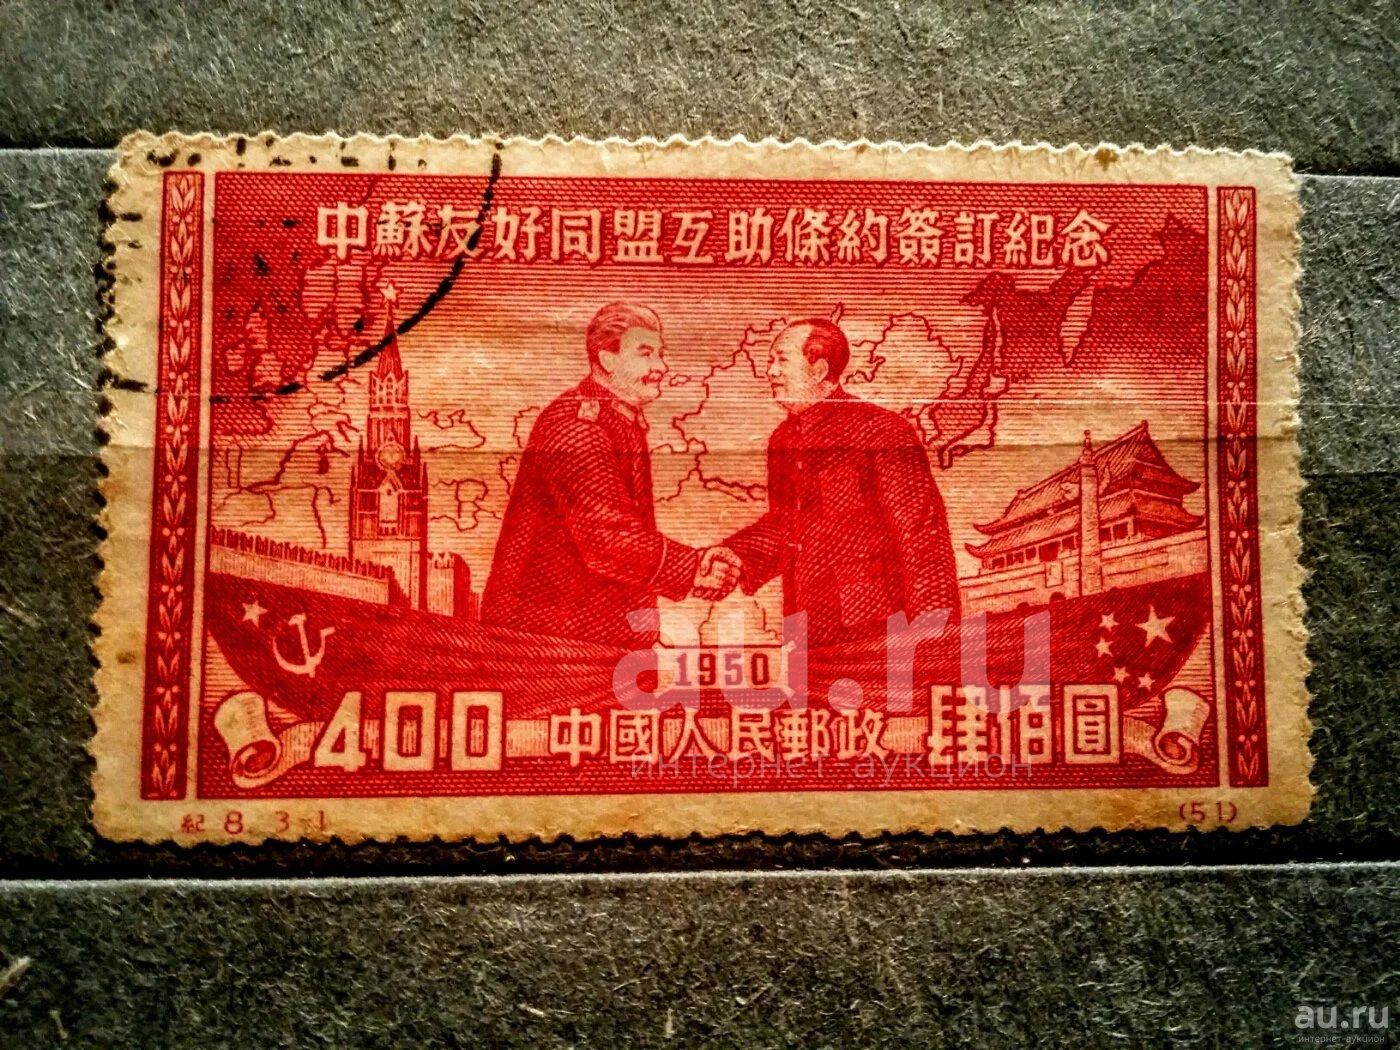 中蘇友好同盟互助條約簽訂紀念
1950
400 中國人民郵政 肆佰圓
紀 8. 3-1
(51)
au.ru
интернет-аукцион
au.ru
интернет-аукцион